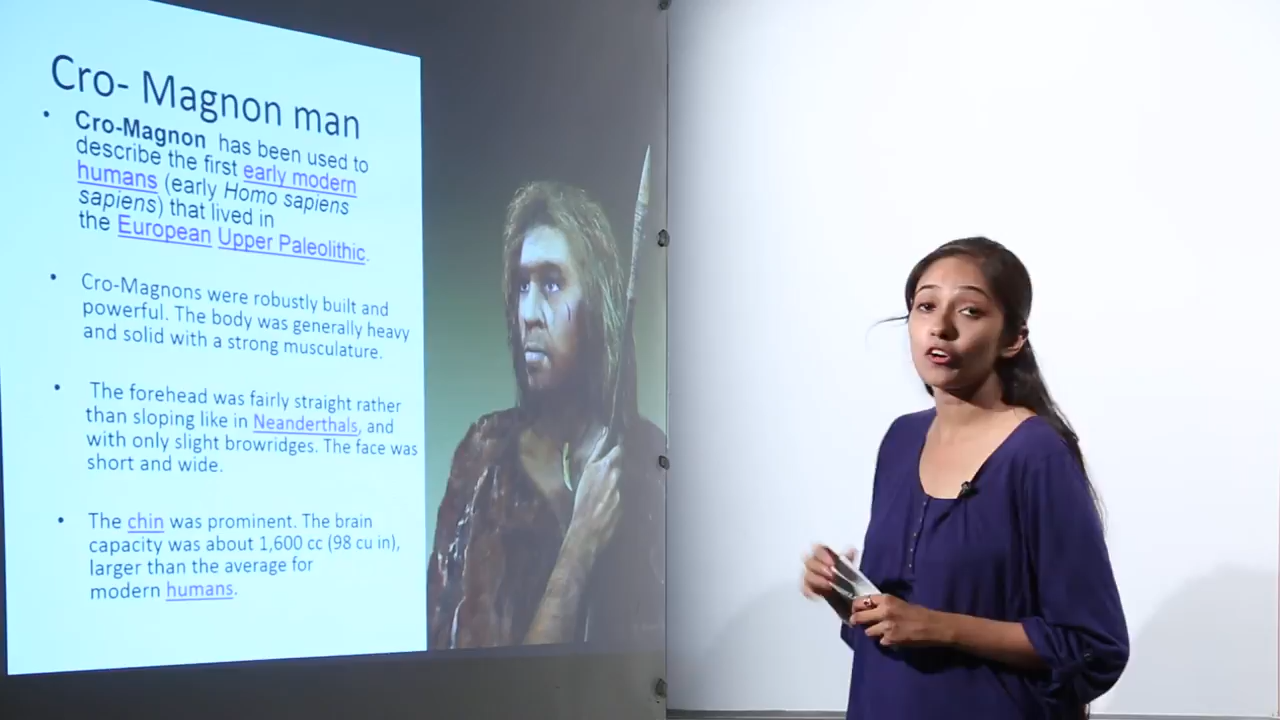 Cro- Magnon man
• Cro-Magnon has been used to
describe the first early modern
humans (early Homo sapiens
sapiens) that lived in
the European Upper Paleolithic.
• Cro-Magnons were robustly built and
powerful. The body was generally heavy
and solid with a strong musculature.
• The forehead was fairly straight rather
than sloping like in Neanderthals, and
with only slight browridges. The face was
short and wide.
• The chin was prominent. The brain
capacity was about 1,600 cc (98 cu in),
larger than the average for
modern humans.